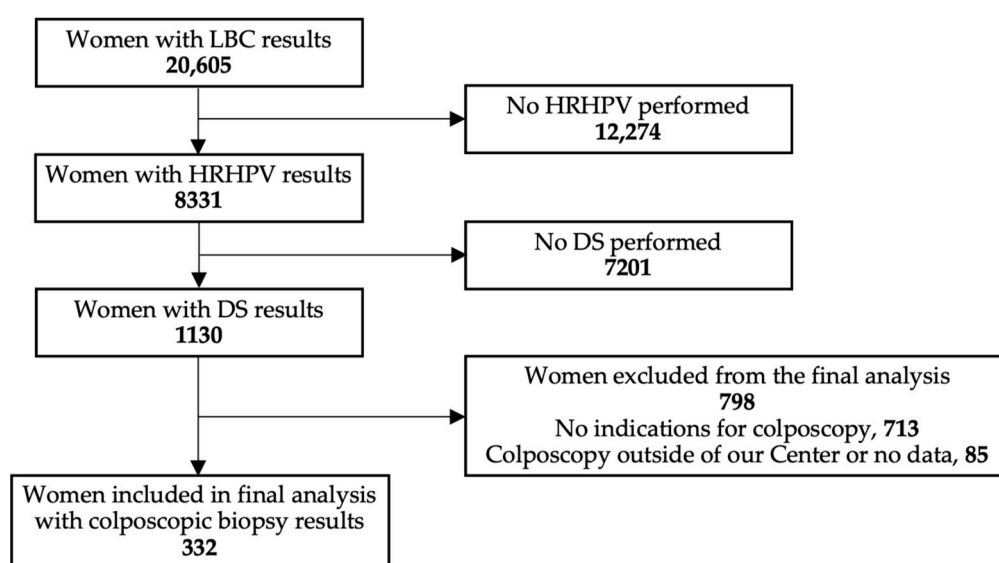 Women with LBC results
20,605
No HRHPV performed
12,274
Women with HRHPV results
8331
No DS performed
7201
Women with DS results
1130
Women excluded from the final analysis
798
No indications for colposcopy, 713
Colposcopy outside of our Center or no data, 85
Women included in final analysis
with colposcopic biopsy results
332